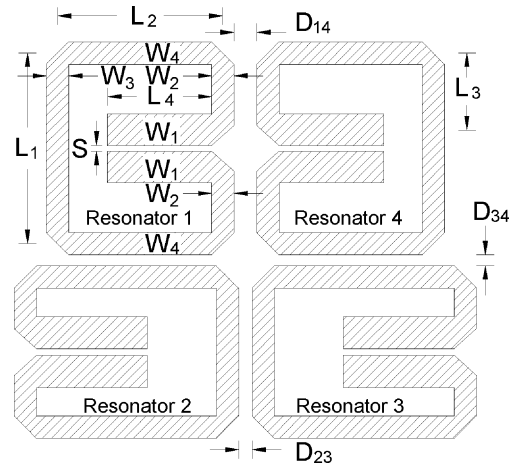 L2
D14
W4
W3
W2
L4
L3
W1
L1
S
W1
W2
Resonator 1
Resonator 4
W4
D34
Resonator 2
Resonator 3
D23